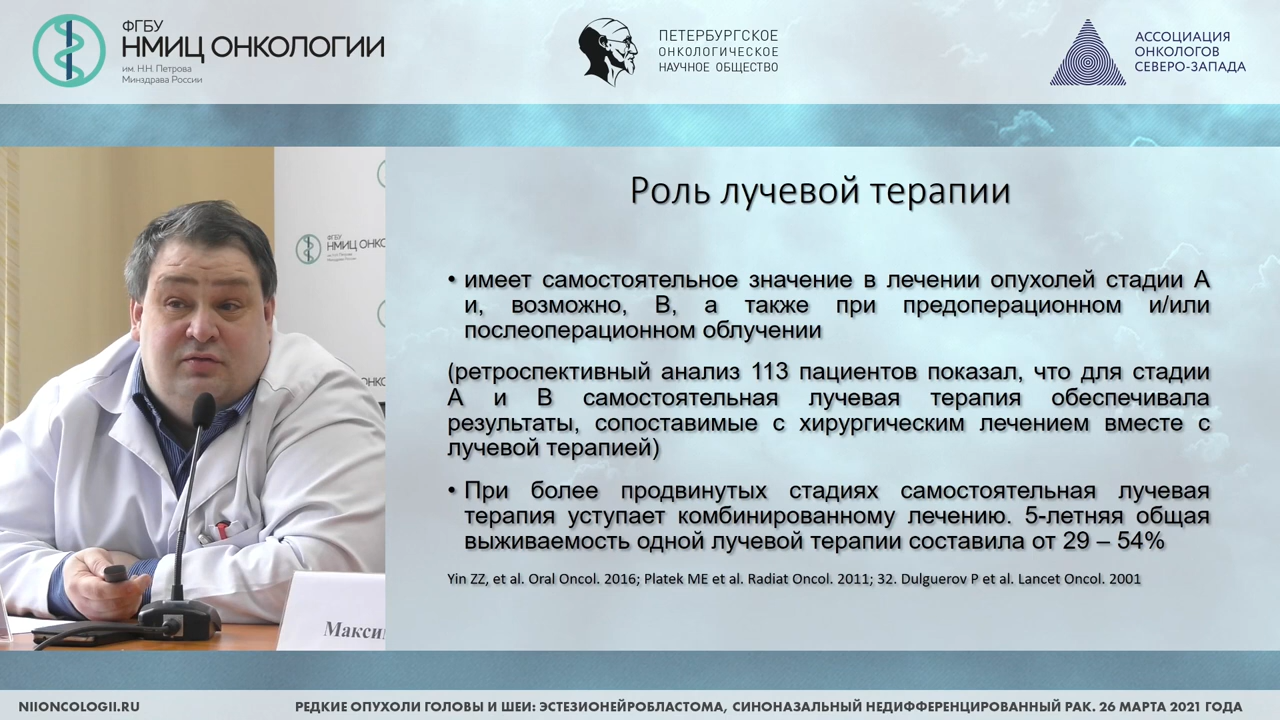 ФГБУ
НМИЦ ОНКОЛОГИИ
им. Н.Н. Петрова
Минздрава России
ПЕТЕРБУРГСКОЕ
ОНКОЛОГИЧЕСКОЕ
НАУЧНОЕ ОБЩЕСТВО
АССОЦИАЦИЯ
ОНКОЛОГОВ
СЕВЕРО-ЗАПАДА
ФГБУ
НМИЦ
Роль лучевой терапии
• имеет самостоятельное значение в лечении опухолей стадии А
и, возможно, В, а также при предоперационном и/или
послеоперационном облучении
(ретроспективный анализ 113 пациентов показал, что для стадии
А и В самостоятельная лучевая терапия обеспечивала
результаты, сопоставимые с хирургическим лечением вместе с
лучевой терапией)
• При более продвинутых стадиях самостоятельная лучевая
терапия уступает комбинированному лечению. 5-летняя общая
выживаемость одной лучевой терапии составила от 29 – 54%
Yin ZZ, et al. Oral Oncol. 2016; Platek ME et al. Radiat Oncol. 2011; 32. Dulguerov P et al. Lancet Oncol. 2001
NIIONCOLOGII.RU
РЕДКИЕ ОПУХОЛИ ГОЛОВЫ И ШЕИ: ЭСТЕЗИОНЕЙРОБЛАСТОМА, СИНОНАЗАЛЬНЫЙ НЕДИФФЕРЕНЦИРОВАННЫЙ РАК. 26 МАРТА 2021 ГОДА